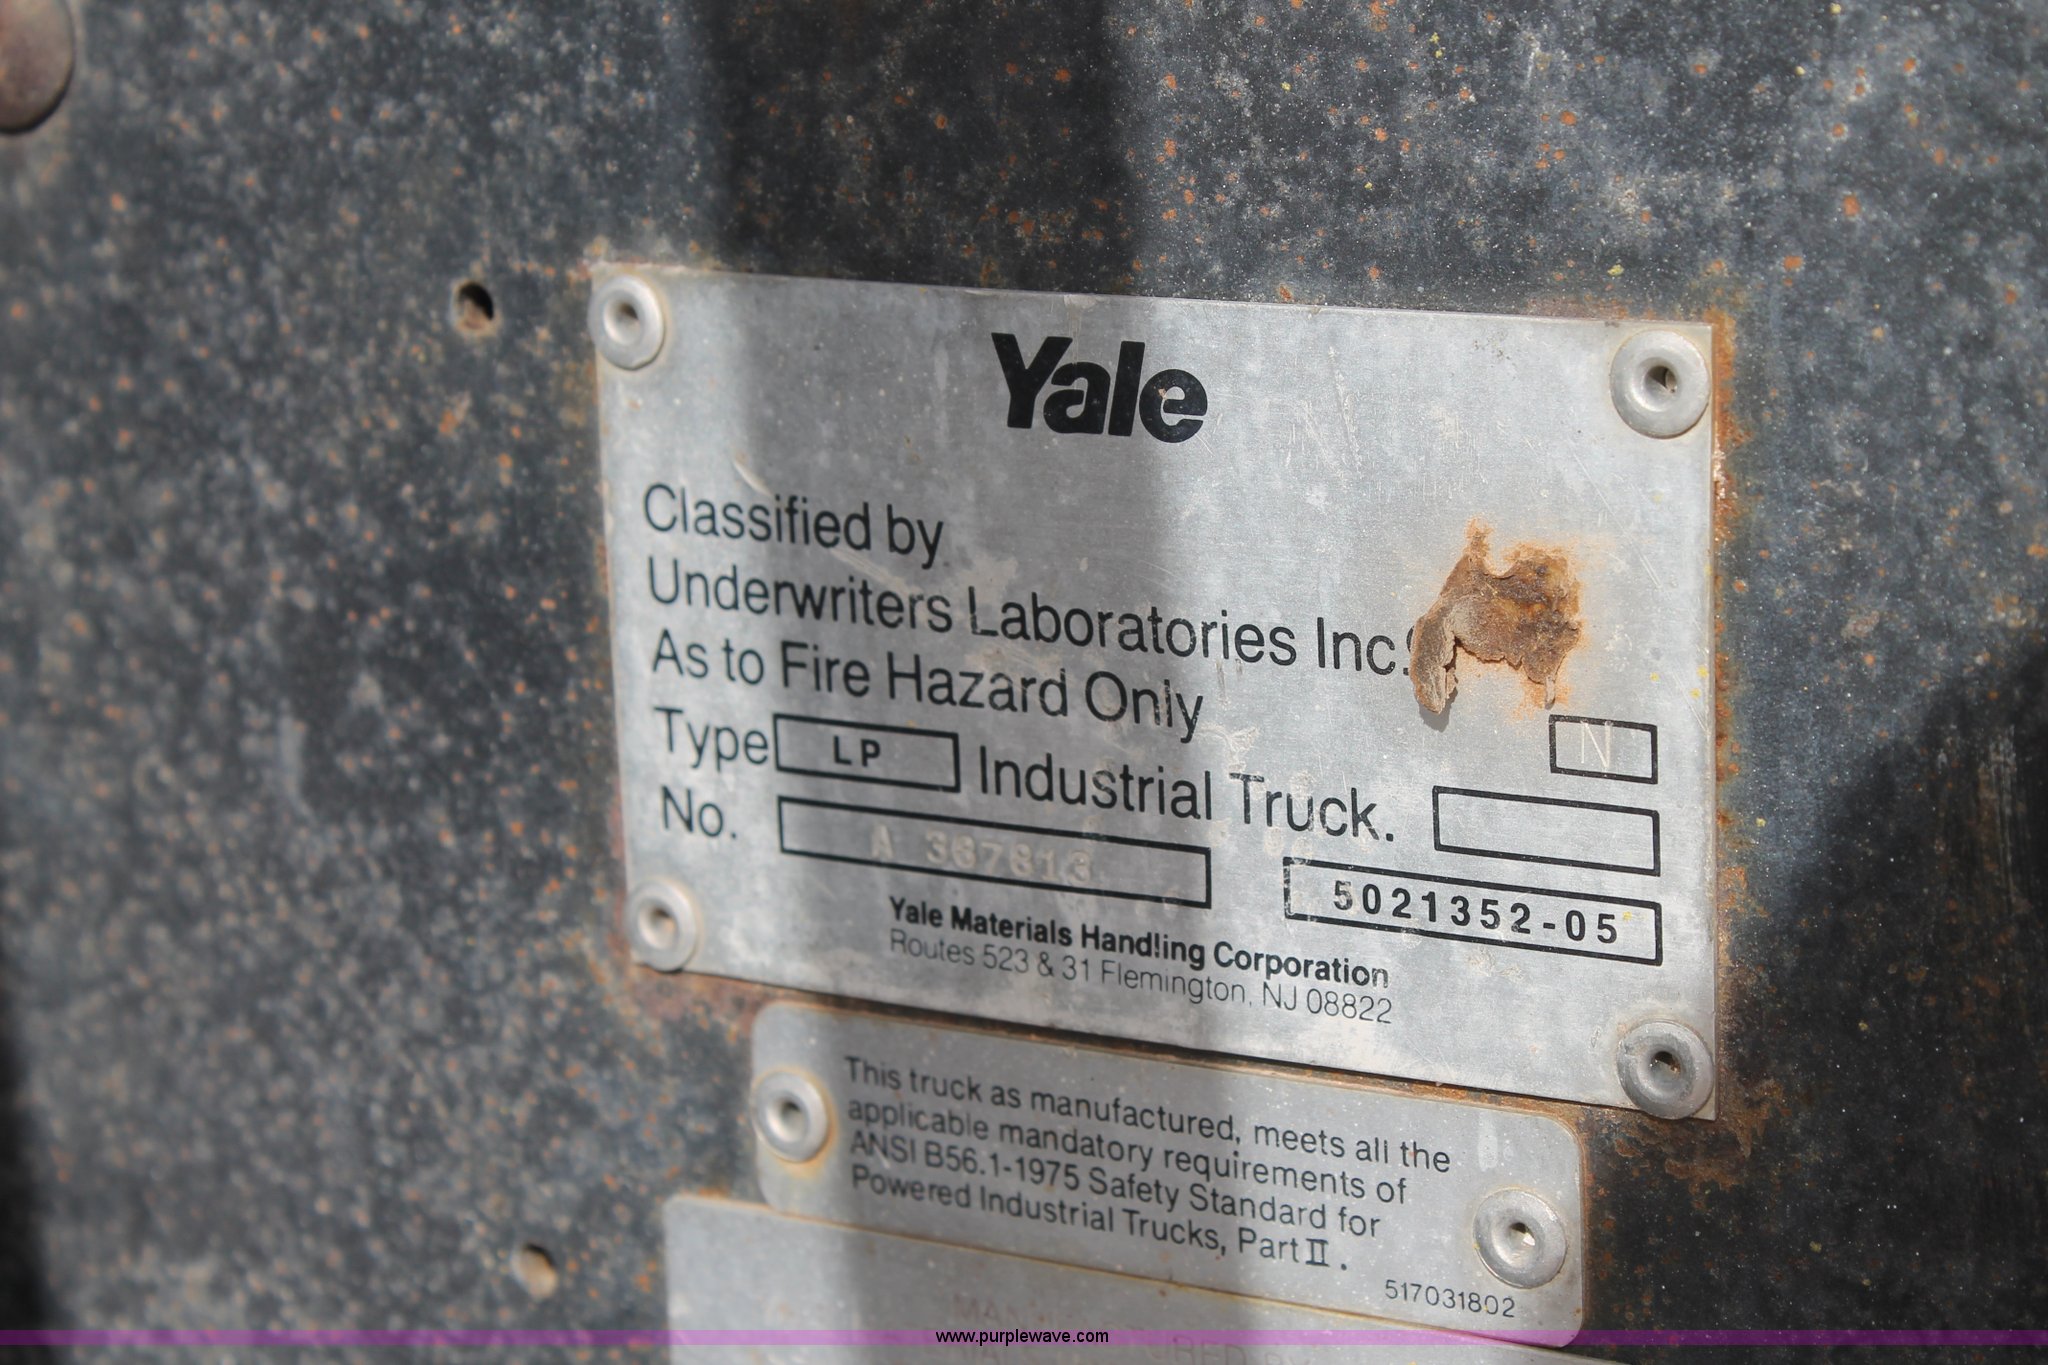 Yale
Classified by
Underwriters Laboratories Inc.
As to Fire Hazard Only
N
Type LP Industrial Truck.
No. A 367813
5021352-05
Yale Materials Handling Corporation
Routes 523 & 31 Flemington, NJ 08822
This truck as manufactured, meets all the
applicable mandatory requirements of
ANSI B56.1-1975 Safety Standard for
Powered Industrial Trucks, Part II.
517031802
www.purplewave.com